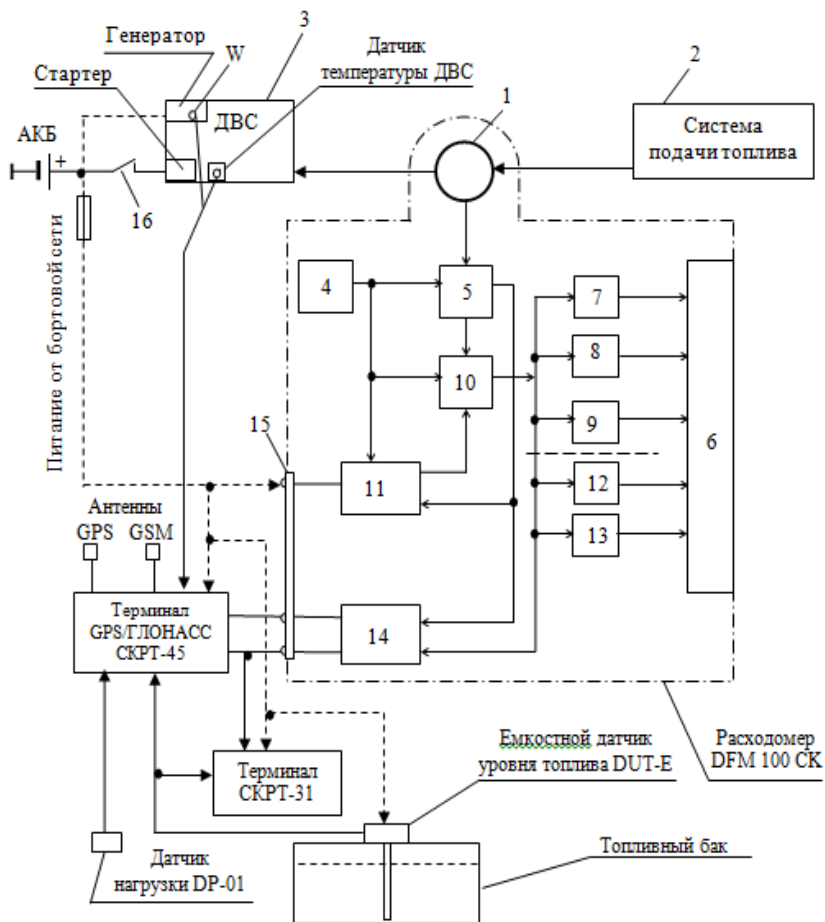 Генератор
W
3
Датчик
температуры ДВС
2
Стартер
ДВС
1
Система
подачи топлива
АКБ
+
16
Питание от бортовой сети
4
5
7
8
10
9
6
15
11
12
13
Антенны
GPS GSM
Терминал
GPS/ГЛОНАСС
СКРТ-45
14
Емкостной датчик
уровня топлива DUT-E
Расходомер
DFM 100 CK
Терминал
СКРТ-31
Датчик
нагрузки DP-01
Топливный бак